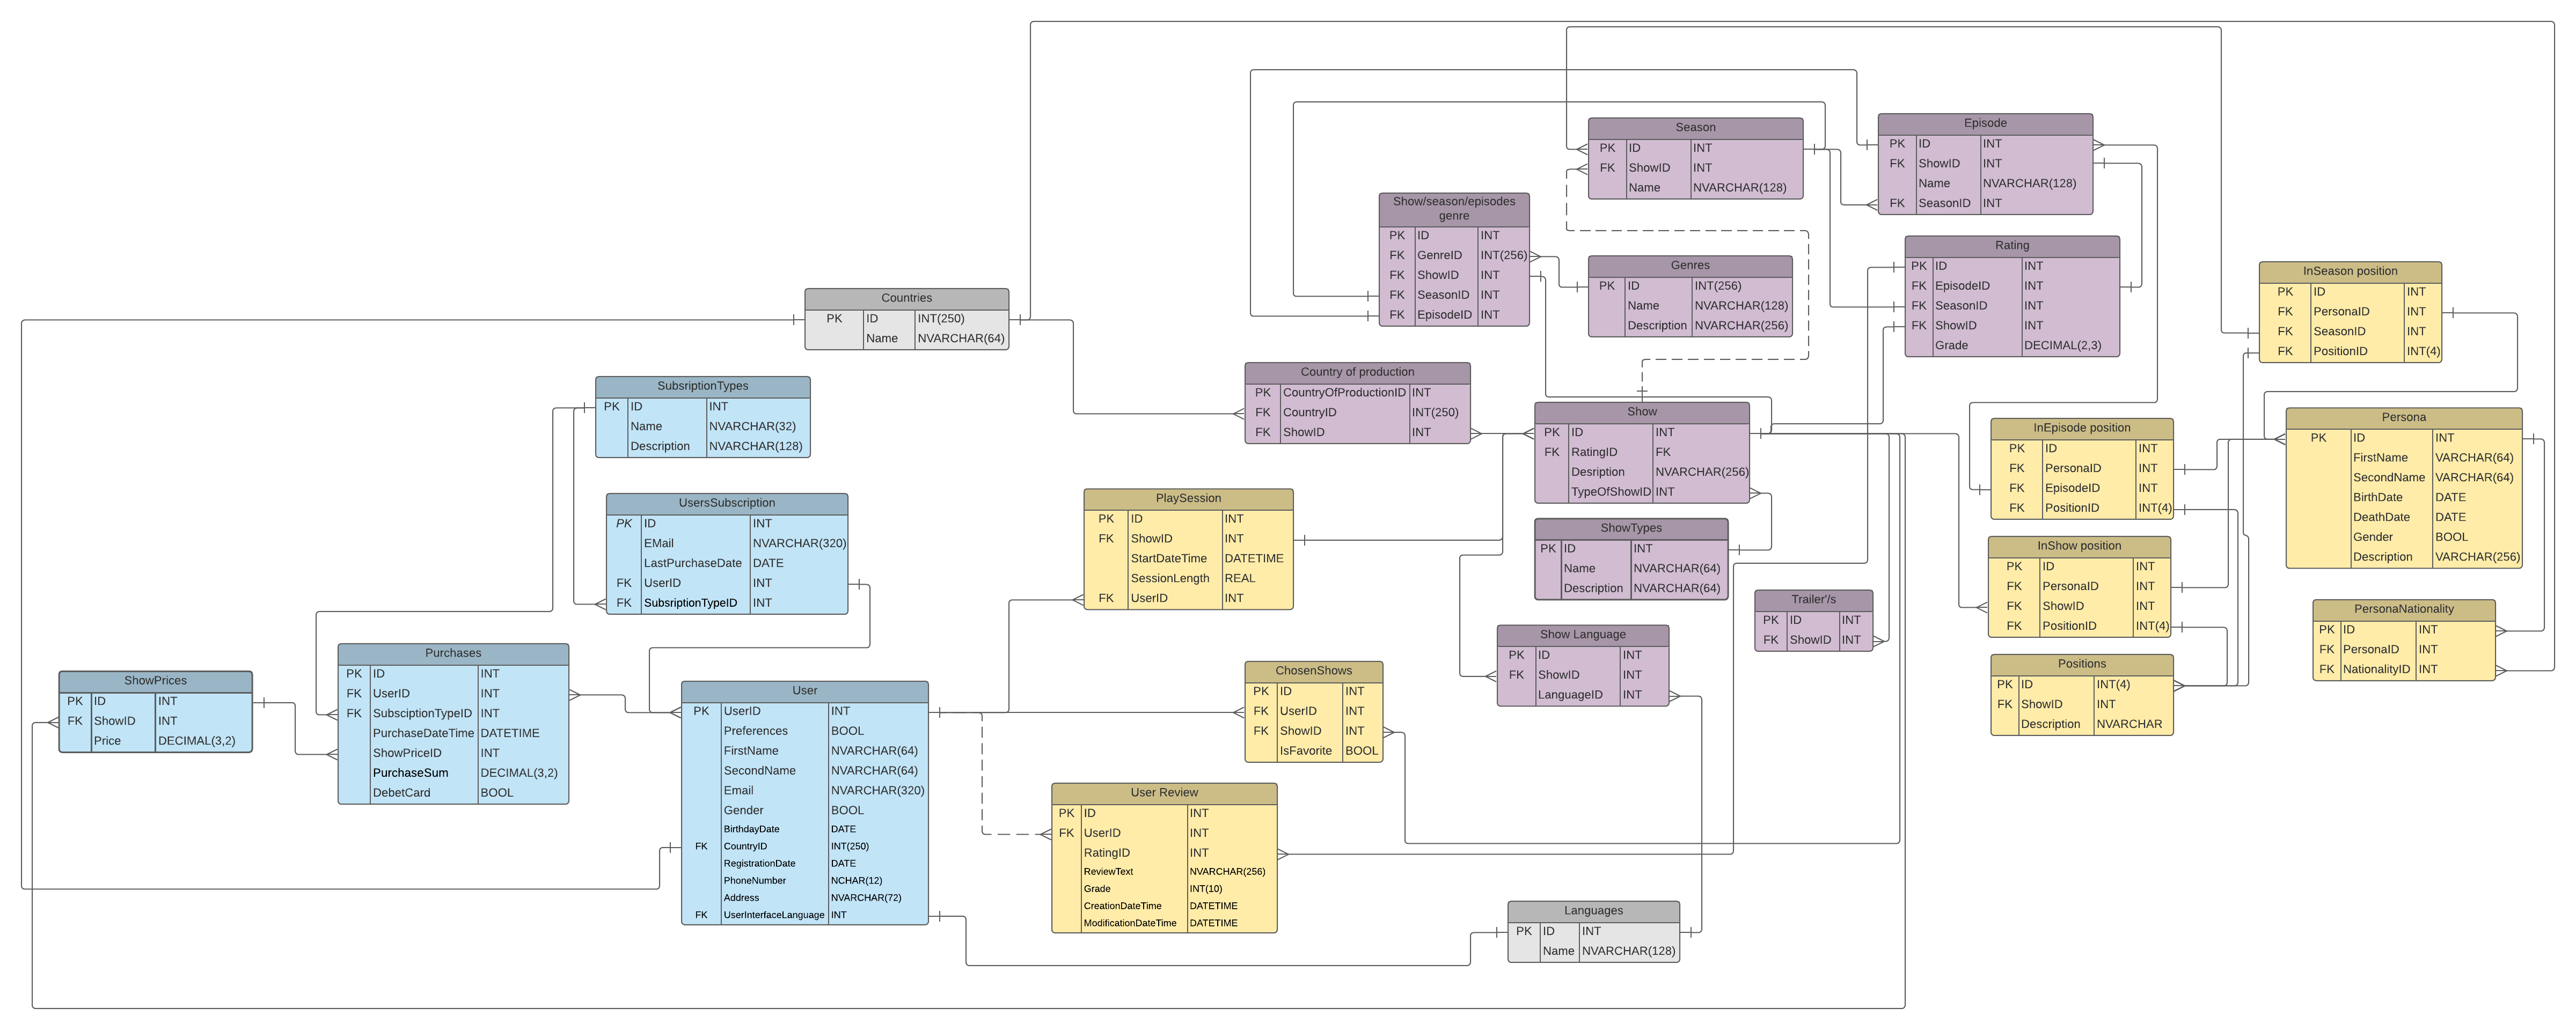 Season
PK ID INT
FK ShowID INT
Name NVARCHAR(128)
Episode
PK ID INT
FK ShowID INT
Name NVARCHAR(128)
FK SeasonID INT
Show/season/episodes
genre
PK ID INT
FK GenreID INT(256)
FK ShowID INT
FK SeasonID INT
FK EpisodeID INT
Genres
PK ID INT(256)
Name NVARCHAR(128)
Description NVARCHAR(256)
Rating
PK ID INT
FK EpisodeID INT
FK SeasonID INT
FK ShowID INT
Grade DECIMAL(2,3)
InSeason position
PK ID INT
FK PersonaID INT
FK SeasonID INT
FK PositionID INT(4)
Countries
PK ID INT(250)
Name NVARCHAR(64)
Country of production
PK CountryOfProductionID INT
FK CountryID INT(250)
FK ShowID INT
SubsriptionTypes
PK ID INT
Name NVARCHAR(32)
Description NVARCHAR(128)
Show
PK ID INT
FK RatingID FK
Desription NVARCHAR(256)
TypeOfShowID INT
InEpisode position
PK ID INT
FK PersonaID INT
FK EpisodeID INT
FK PositionID INT(4)
Persona
PK ID INT
FirstName VARCHAR(64)
SecondName VARCHAR(64)
BirthDate DATE
DeathDate DATE
Gender BOOL
Description VARCHAR(256)
UsersSubscription
PK ID INT
EMail NVARCHAR(320)
LastPurchaseDate DATE
FK UserID INT
FK SubsriptionTypeID INT
PlaySession
PK ID INT
FK ShowID INT
StartDateTime DATETIME
SessionLength REAL
FK UserID INT
ShowTypes
PK ID INT
Name NVARCHAR(64)
Description NVARCHAR(64)
InShow position
PK ID INT
FK PersonaID INT
FK ShowID INT
FK PositionID INT(4)
Trailer'/s
PK ID INT
FK ShowID INT
PersonaNationality
PK ID INT
FK PersonaID INT
FK NationalityID INT
Show Language
PK ID INT
FK ShowID INT
LanguageID INT
Positions
PK ID INT(4)
FK ShowID INT
Description NVARCHAR
ShowPrices
PK ID INT
FK ShowID INT
Price DECIMAL(3,2)
Purchases
PK ID INT
FK UserID INT
FK SubsciptionTypeID INT
PurchaseDateTime DATETIME
ShowPriceID INT
PurchaseSum DECIMAL(3,2)
DebetCard BOOL
User
PK UserID INT
Preferences BOOL
FirstName NVARCHAR(64)
SecondName NVARCHAR(64)
Email NVARCHAR(320)
Gender BOOL
BirthdayDate DATE
FK CountryID INT(250)
RegistrationDate DATE
PhoneNumber NCHAR(12)
Address NVARCHAR(72)
FK UserInterfaceLanguage INT
ChosenShows
PK ID INT
FK UserID INT
FK ShowID INT
IsFavorite BOOL
User Review
PK ID INT
FK UserID INT
RatingID INT
ReviewText NVARCHAR(256)
Grade INT(10)
CreationDateTime DATETIME
ModificationDateTime DATETIME
Languages
PK ID INT
Name NVARCHAR(128)